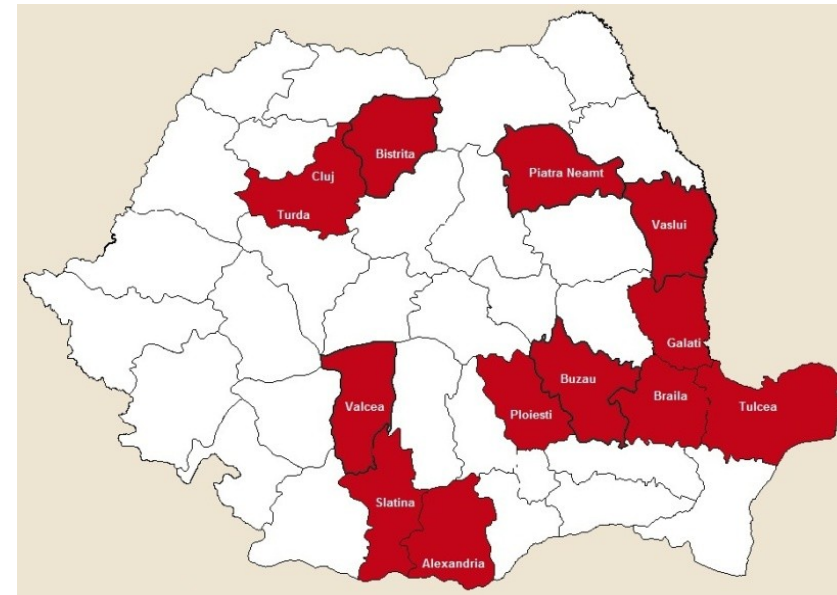 Bistrita
Cluj
Piatra Neamt
Turda
Vaslui
Galati
Buzau
Braila
Valcea
Ploiesti
Tulcea
Slatina
Alexandria